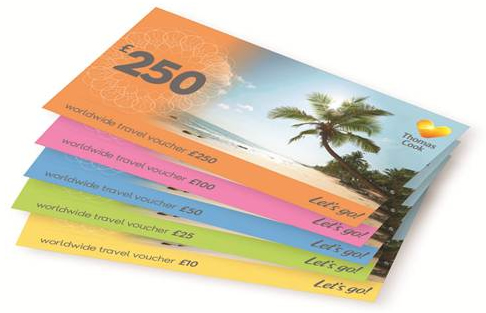 £250
worldwide travel voucher £250
Thomas
Cook
Let's go!
worldwide travel voucher £100
Let's go!
worldwide travel voucher £50
Let's go!
worldwide travel voucher £25
Let's go!
worldwide travel voucher £10
Let's go!